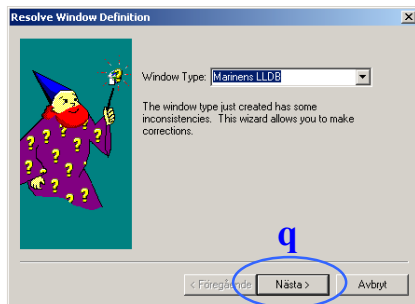 Resolve Window Definition
Window Type: Marinens LLDB
The window type just created has some
inconsistencies. This wizard allows you to make
corrections.
q
< Föregående Nästa > Avbryt